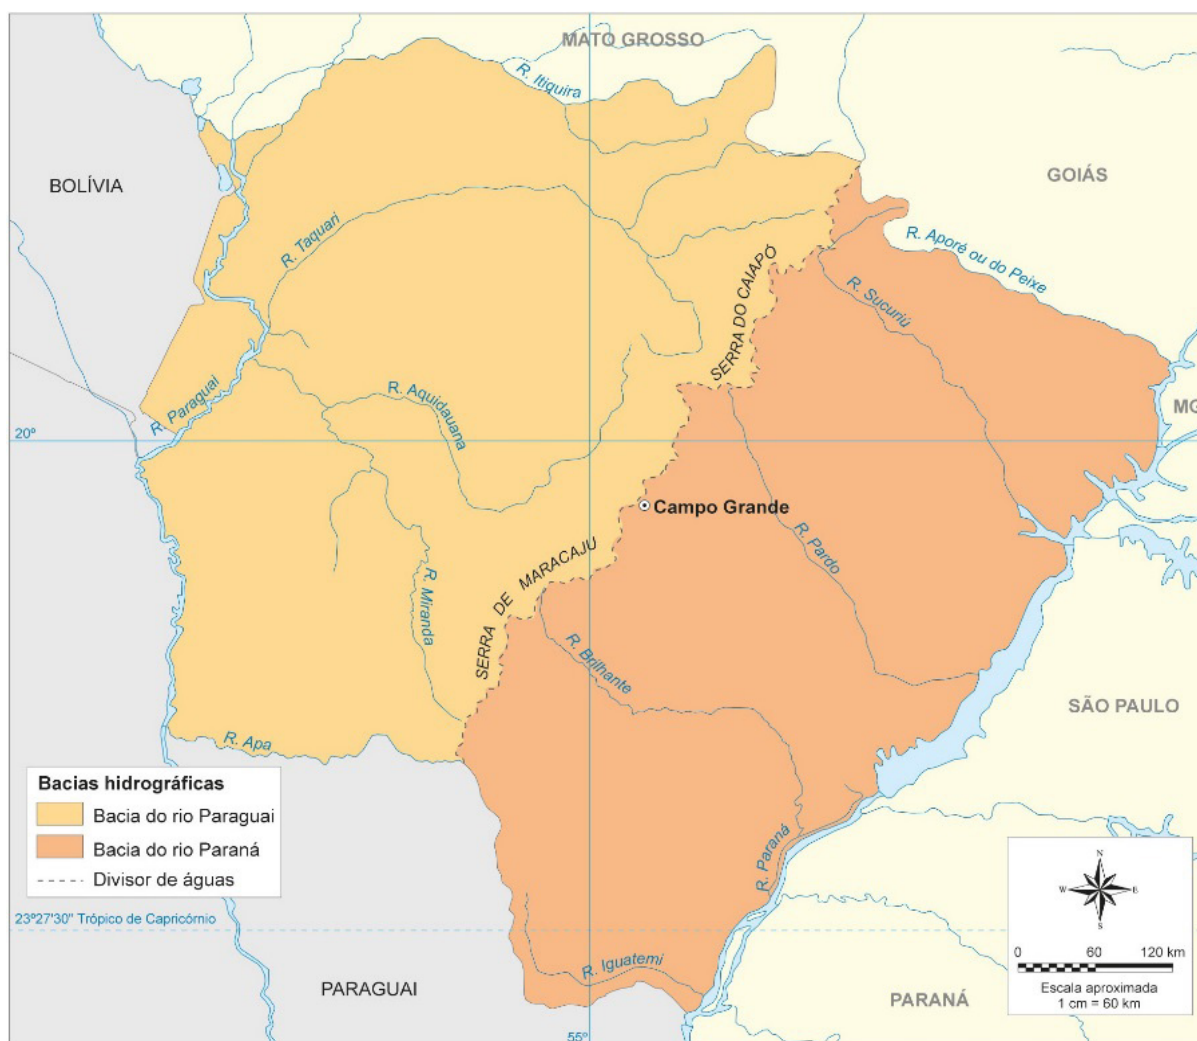 MATO GROSSO
R. Itiquira
BOLÍVIA
GOIÁS
R. Taquari
R. Aporé ou do Peixe
SERRA DO CAIAPÓ
R. Sucuriú
R. Paraguai
R. Aquidauana
MG
20º
Campo Grande
R. Pardo
SERRA DE MARACAJU
R. Miranda
R. Brilhante
SÃO PAULO
R. Apa
Bacias hidrográficas
Bacia do rio Paraguai
Bacia do rio Paraná
Divisor de águas
R. Paraná
23º27'30" Trópico de Capricórnio
R. Iguatemi
PARAGUAI
PARANÁ
N
W
E
S
0 60 120 km
Escala aproximada
1 cm = 60 km
55º